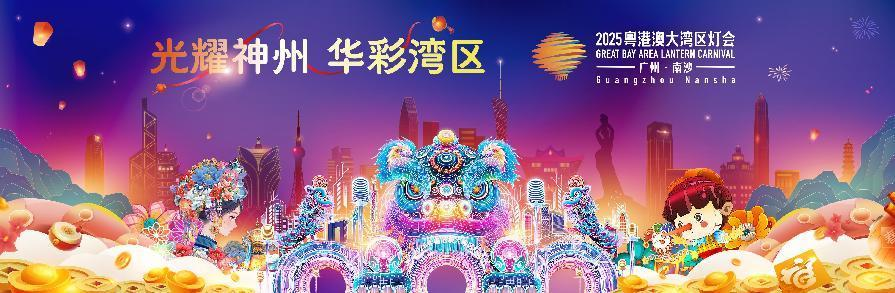 光耀神州 华彩湾区
2025粤港澳大湾区灯会
GREAT BAY AREA LANTERN CARNIVAL
广州·南沙
Guangzhou Nansha